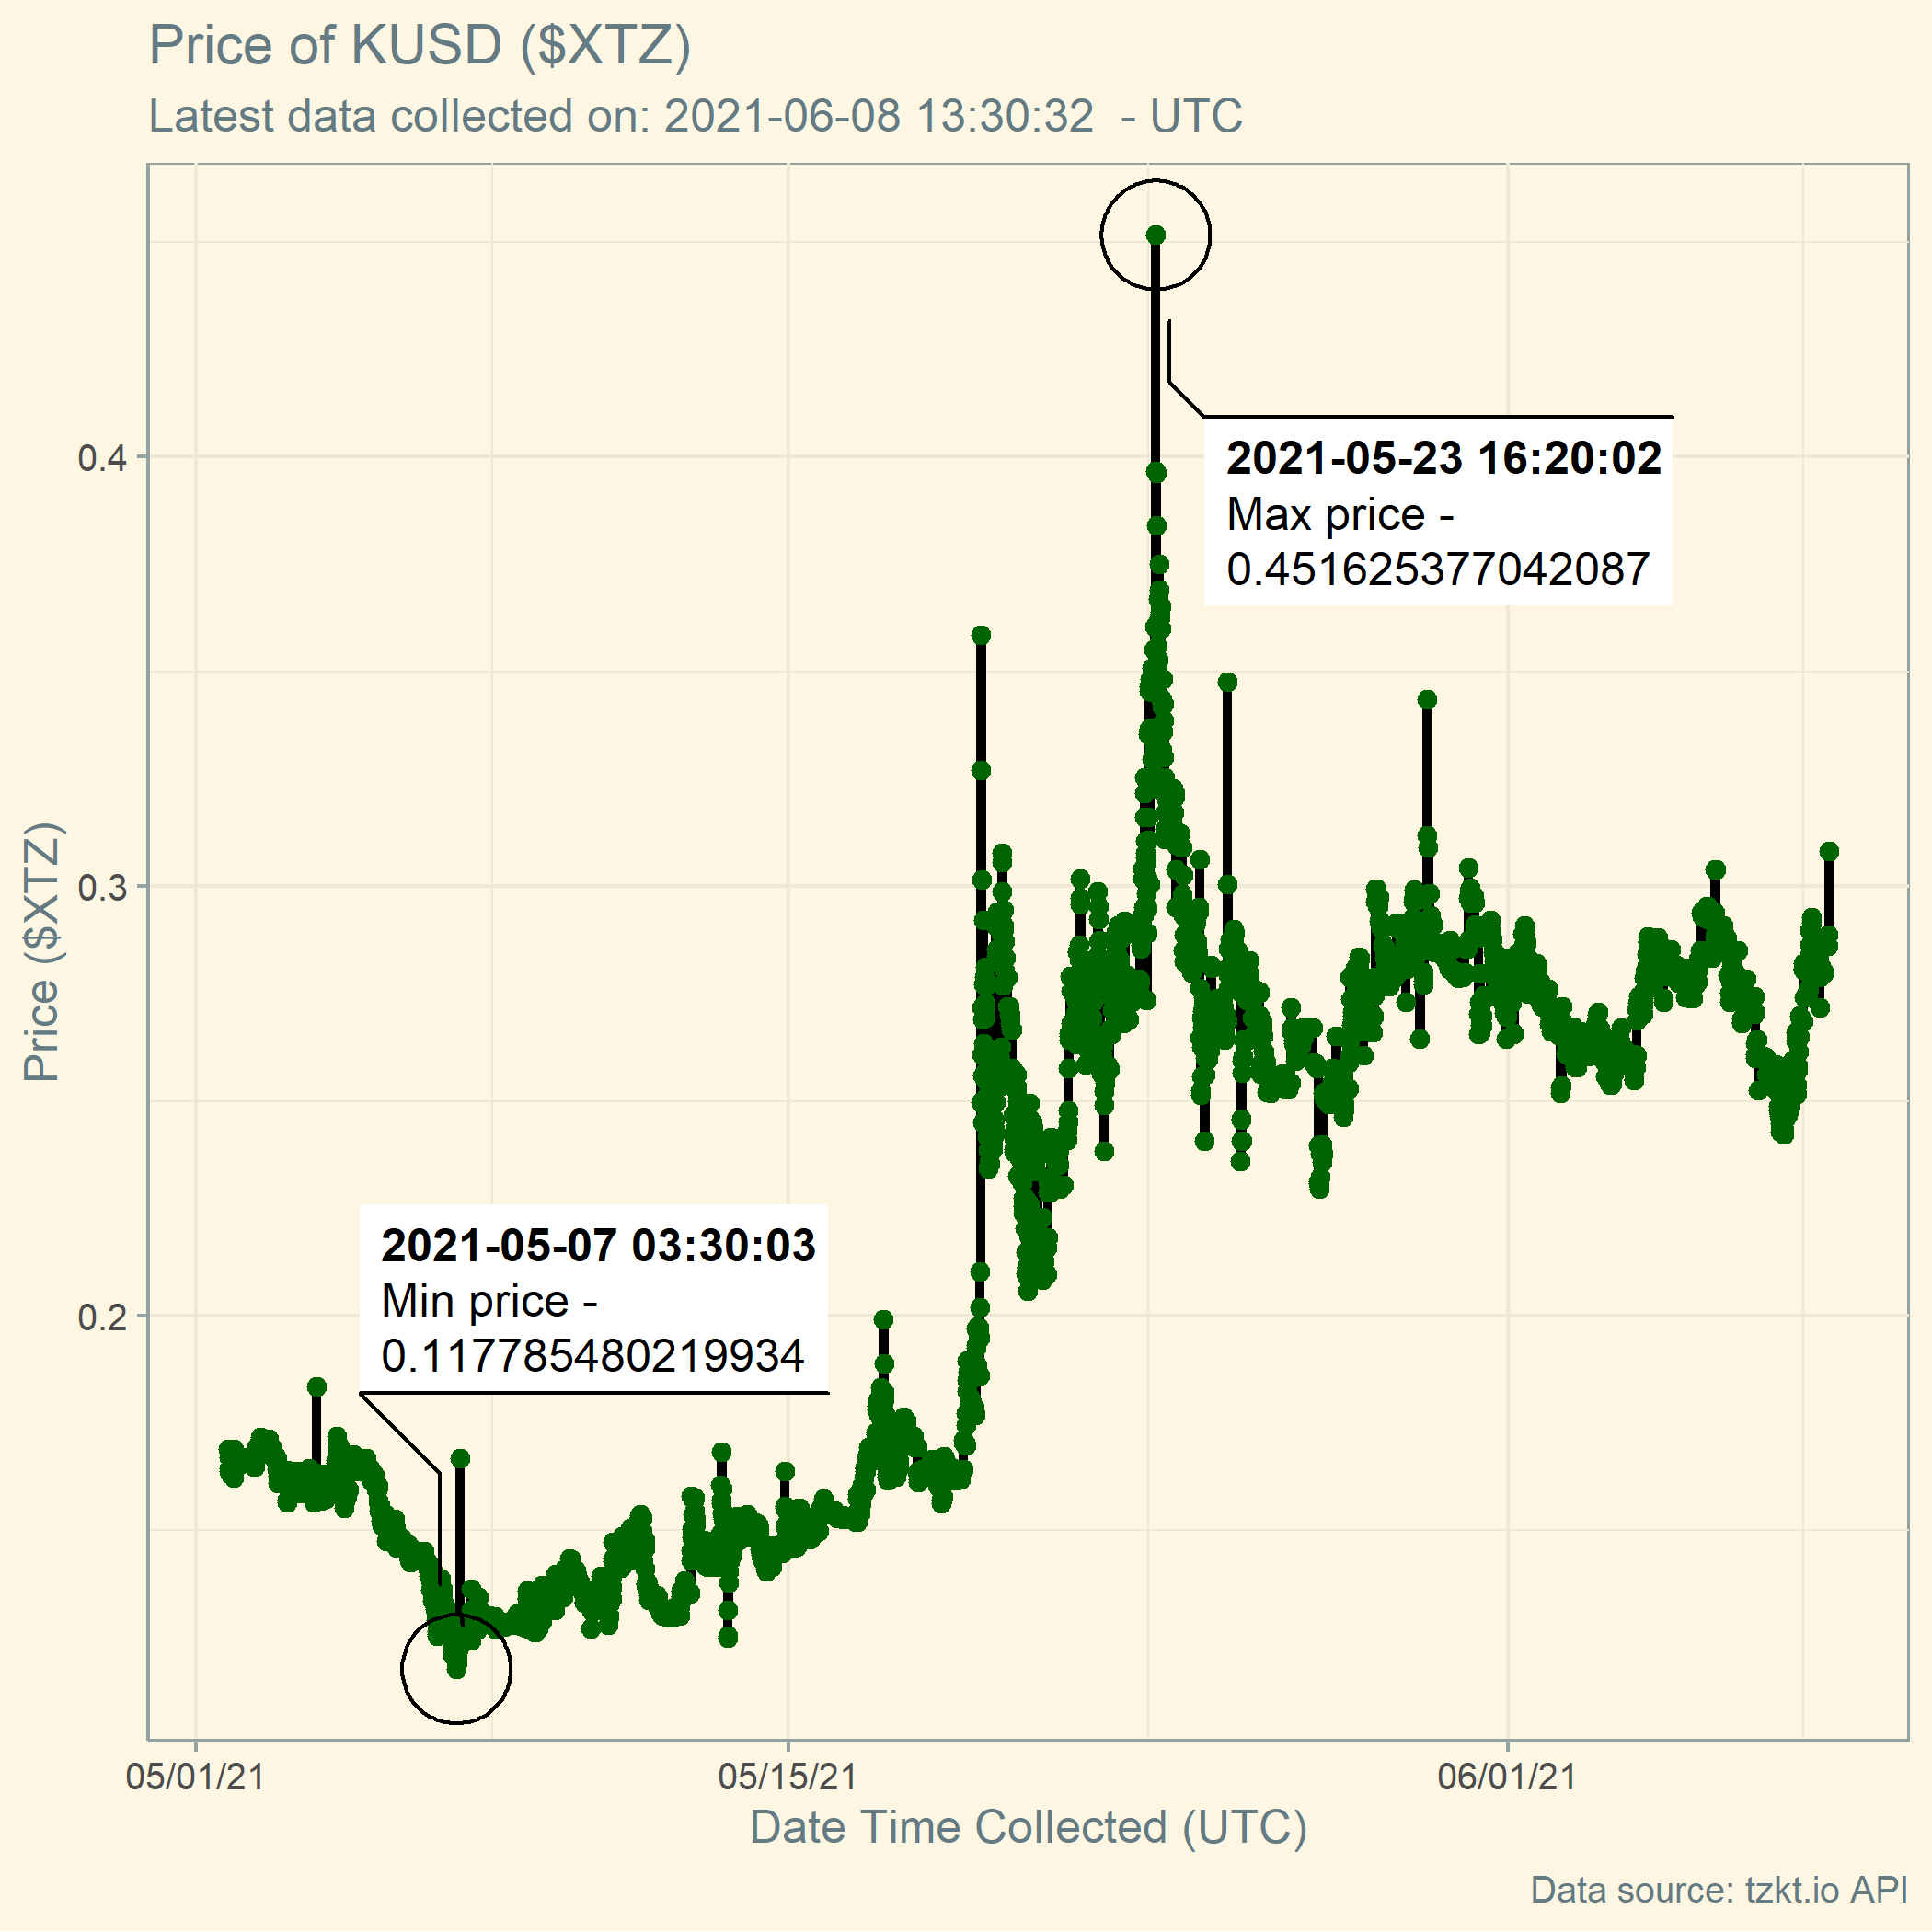 Price of KUSD ($XTZ)
Latest data collected on: 2021-06-08 13:30:32  - UTC
Price ($XTZ)
0.4
0.3
0.2
2021-05-23 16:20:02
Max price -
0.451625377042087
2021-05-07 03:30:03
Min price -
0.117785480219934
05/01/21
05/15/21
06/01/21
Date Time Collected (UTC)
Data source: tzkt.io API